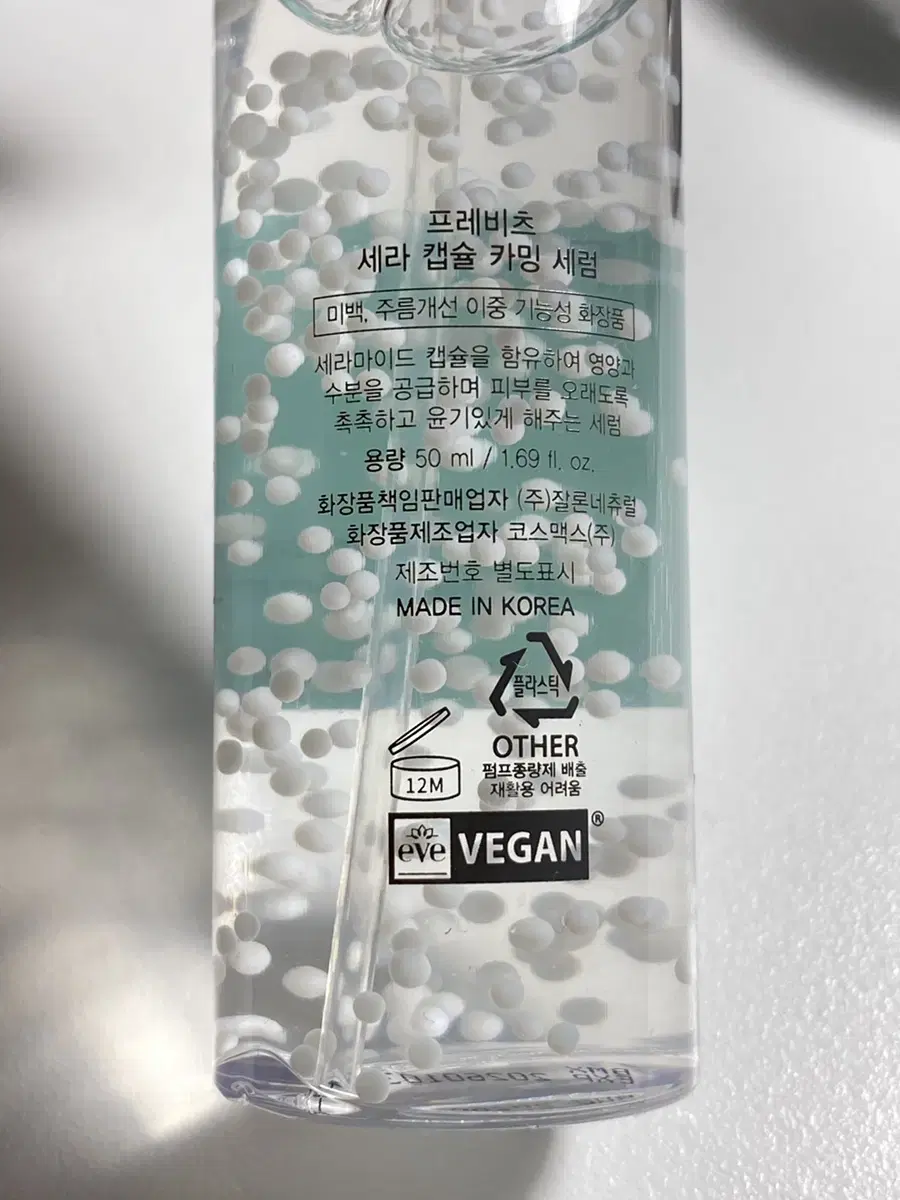 프레비츠
세라 캡슐 카밍 세럼
미백, 주름개선 이중 기능성 화장품
세라마이드 캡슐을 함유하여 영양과
수분을 공급하며 피부를 오래도록
촉촉하고 윤기있게 해주는 세럼
용량 50 ml / 1.69 fl. oz.
화장품책임판매업자 (주)잘론네츄럴
화장품제조업자 코스맥스(주)
제조번호 별도표시
MADE IN KOREA
플라스틱
OTHER
펌프중량제 배출
재활용 어려움
12M
eve VEGAN®